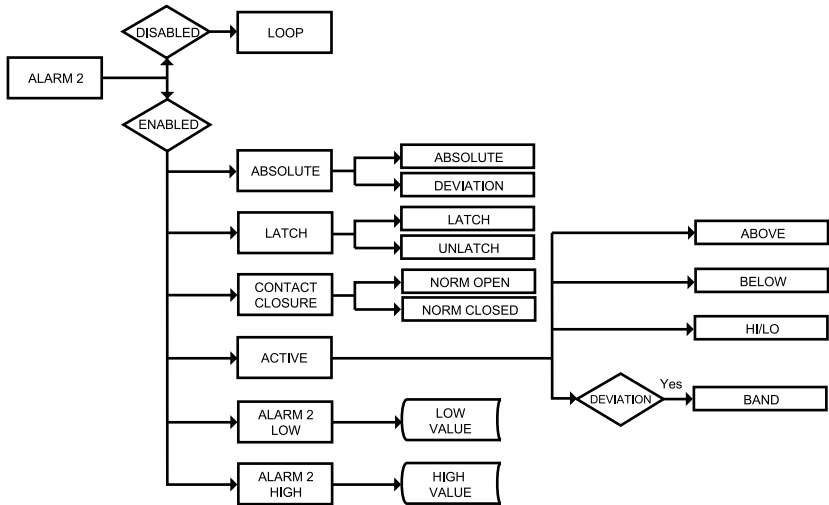 DISABLED
LOOP
ALARM 2
ENABLED
ABSOLUTE
ABSOLUTE
DEVIATION
LATCH
LATCH
UNLATCH
ABOVE
BELOW
CONTACT
CLOSURE
NORM OPEN
NORM CLOSED
HI/LO
ACTIVE
DEVIATION
Yes
BAND
ALARM 2
LOW
LOW
VALUE
ALARM 2
HIGH
HIGH
VALUE